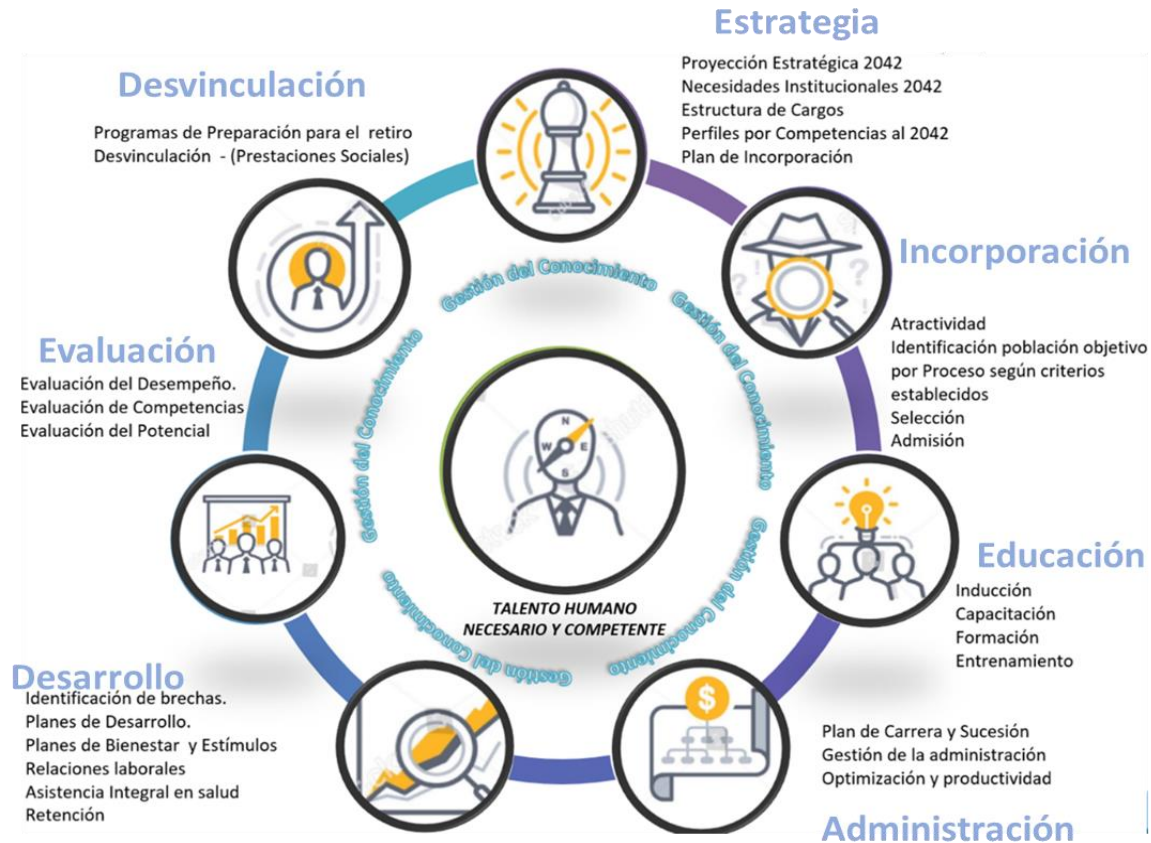 Estrategia
Proyección Estratégica 2042
Necesidades Institucionales 2042
Estructura de Cargos
Perfiles por Competencias al 2042
Plan de Incorporación
Incorporación
Atractividad
Identificación población objetivo
por Proceso según criterios
establecidos
Selección
Admisión
Educación
Inducción
Capacitación
Formación
Entrenamiento
Plan de Carrera y Sucesión
Gestión de la administración
Optimización y productividad
Administración
Desarrollo
Identificación de brechas.
Planes de Desarrollo.
Planes de Bienestar y Estímulos
Relaciones laborales
Asistencia Integral en salud
Retención
Evaluación
Evaluación del Desempeño.
Evaluación de Competencias
Evaluación del Potencial
Desvinculación
Programas de Preparación para el retiro
Desvinculación - (Prestaciones Sociales)
Gestión del Conocimiento
Gestión del Conocimiento
Gestión del Conocimiento
Gestión del Conocimiento
Gestión del Conocimiento
N
W E
S
$
TALENTO HUMANO
NECESARIO Y COMPETENTE